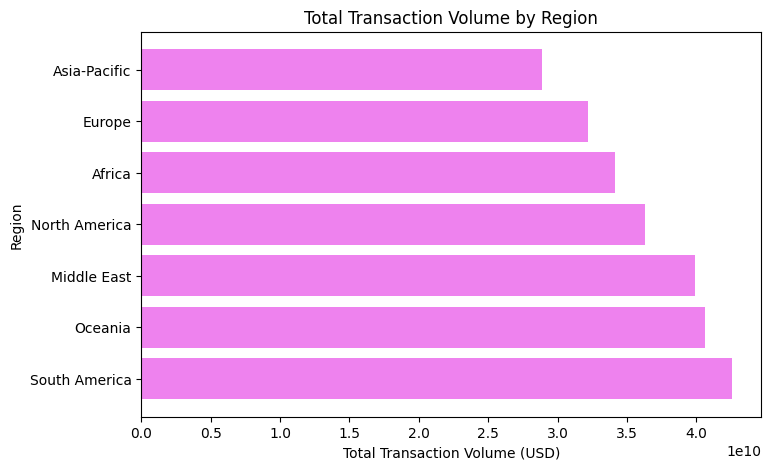 Total Transaction Volume by Region
Region
Asia-Pacific
Europe
Africa
North America
Middle East
Oceania
South America
0.0 0.5 1.0 1.5 2.0 2.5 3.0 3.5 4.0
1e10
Total Transaction Volume (USD)